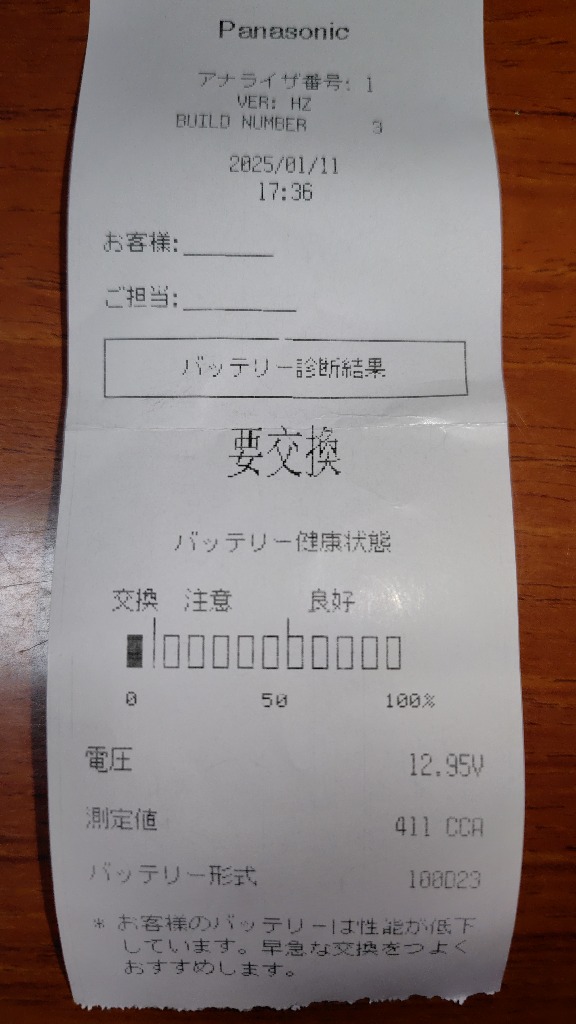 Panasonic
アナライザ番号: 1
VER: HZ
BUILD NUMBER 3
2025/01/11
17:36
お客様:
ご担当:
バッテリー診断結果
要交換
バッテリー健康状態
交換 注意 良好
0 50 100%
電圧 12.95V
測定値 411 CCA
バッテリー形式 100D23
* お客様のバッテリーは性能が低下
しています。早急な交換をつよく
おすすめします。